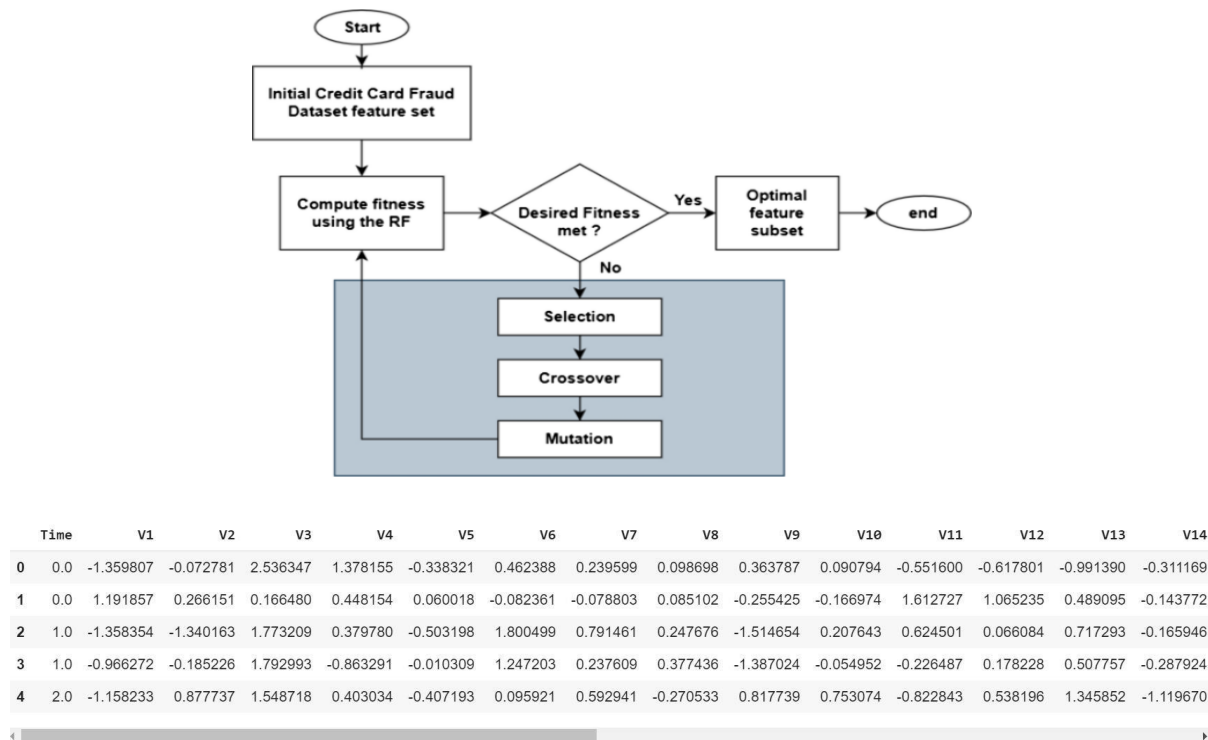 Start
Initial Credit Card Fraud
Dataset feature set
Compute fitness
using the RF
Desired Fitness
met ?
Yes
Optimal
feature
subset
end
No
Selection
Crossover
Mutation
Time V1 V2 V3 V4 V5 V6 V7 V8 V9 V10 V11 V12 V13 V14
0 0.0 -1.359807 -0.072781 2.536347 1.378155 -0.338321 0.462388 0.239599 0.098698 0.363787 0.090794 -0.551600 -0.617801 -0.991390 -0.311169
1 0.0 1.191857 0.266151 0.166480 0.448154 0.060018 -0.082361 -0.078803 0.085102 -0.255425 -0.166974 1.612727 1.065235 0.489095 -0.143772
2 1.0 -1.358354 -1.340163 1.773209 0.379780 -0.503198 1.800499 0.791461 0.247676 -1.514654 0.207643 0.624501 0.066084 0.717293 -0.165946
3 1.0 -0.966272 -0.185226 1.792993 -0.863291 -0.010309 1.247203 0.237609 0.377436 -1.387024 -0.054952 -0.226487 0.178228 0.507757 -0.287924
4 2.0 -1.158233 0.877737 1.548718 0.403034 -0.407193 0.095921 0.592941 -0.270533 0.817739 0.753074 -0.822843 0.538196 1.345852 -1.119670